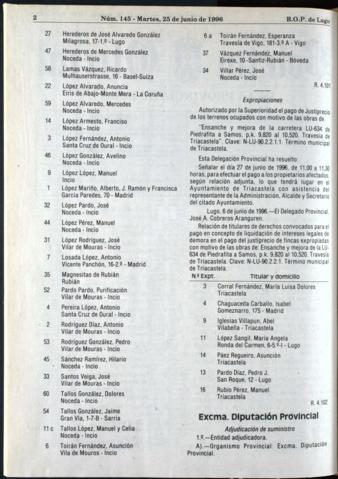 2 Núm. 145 - Martes, 25 de junio de 1996 B.O.P. de Lugo
27 Herederos de José Alvarado González
Milagrosa, 17-1.º - Lugo
47 Herederos de Mercedes González
Noceda - Incio
58 Lamas Vázquez, Ricardo
Mulhauserstrasse, 16 - Basel-Suiza
22 López Alvarado, Anuncia
Eiris de Abajo-Monte Mera - La Coruña
59 López Alvarado, Mercedes
Noceda - Incio
14 López Armesto, Franciso
Noceda - Incio
3 López Fernández, Antonio
Santa Cruz do Dural - Incio
46 López González, Avelino
Noceda - Incio
9 López López, Manuel
Incio
1 López Mariño, Alberto, J. Ramón y Francisca
García Paredes, 70 - Madrid
32 López Pardo, José
Noceda - Incio
44 López Pérez, Manuel
Noceda - Incio
31 López Rodríguez, José
Vilar de Mouras - Incio
7 Losada López, Antonio
Vicente Panchón, 16-2.º - Madrid
35 Magnesitas de Rubián
Rubián
52 Pardo Pardo, Purificación
Vilar de Mouras - Incio
4 Pereira López, Antonio
Santa Cruz do Dural - Incio
2 Rodríguez Díaz, Antonio
Vilar de Mouras - Incio
53 Rodríguez González, Pedro
Vilar de Mouras - Incio
45 Sánchez Ramírez, Hilario
Noceda - Incio
33 Santos Veiga, José
Vilar de Mouras - Incio
60 Tallos González, Dolores
Noceda - Incio
54 Tallos González, Jaime
Gran Vía, 1-7-B - Sarria
11 c Tallos López, Manuel y Celia
Noceda - Incio
6 Toirán Fernández, Asunción
Vila de Mouros - Incio
6 a Toirán Fernández, Esperanza
Travesía de Vigo, 181-3.º A - Vigo
37 Vázquez Fernández, Manuel
Eirexe, 10 -Sanfiz-Rubián - Bóveda
34 Villar Pérez, José
Noceda - Incio
R. 4.101
Expropiaciones
Autorizado por la Superioridad el pago de Justiprecio
de los terrenos ocupados con motivo de las obras de
"Ensanche y mejora de la carretera LU-634 de
Piedrafita a Samos, p.k. 9.820 al 10.520. Travesía de
Triacastela". Clave: N-LU-90.2.2.1.1. Término municipal
de Triacastela.
Esta Delegación Provincial ha resuelto:
Señalar el día 27 de junio de 1996, de 11,00 a 11,30
horas, para efectuar el pago a los propietarios afectados,
según relación adjunta, lo que tendrá lugar en el
Ayuntamiento de Triacastela con asistencia del
representante de la Administración, Alcalde y Secretario
del citado Ayuntamiento.
Lugo, 6 de junio de 1996.—El Delegado Provincial,
José A. Cobreros Aranguren.
Relación de titulares de derechos convocados para el
pago en concepto de liquidación de intereses legales de
demora en el pago del justiprecio de fincas expropiadas
con motivo de las obras de: Ensanche y mejora de la LU-
634 de Piedrafita a Samos, p.k. 9.820 al 10.520. Travesía
de Triacastela. Clave N-LU-90.2.2.1. Término municipal
de Triacastela.
N.º Expt. Titular y domicilio
3 Corral Fernández, María Luisa Dolores
Triacastela
4 Chaguaceda Carballo, Isabel
Gomeznarro, 175 - Madrid
9 Iglesias Villapun, Abel
Vilabella - Triacastela
11 López Sangil, María Angela
Ronda del Carmen, 6-5.º-I - Lugo
14 Páez Regueiro, Asunción
Triacastela
13 Pardo Díaz, Pedro J.
San Roque, 12 - Lugo
16 Rubio Pérez, Manuel
Triacastela
R. 4.102
Excma. Diputación Provincial
Adjudicación de suministro
1.º.—Entidad adjudicadora.
A).—Organismo Provincial: Excma. Diputación
Provincial.